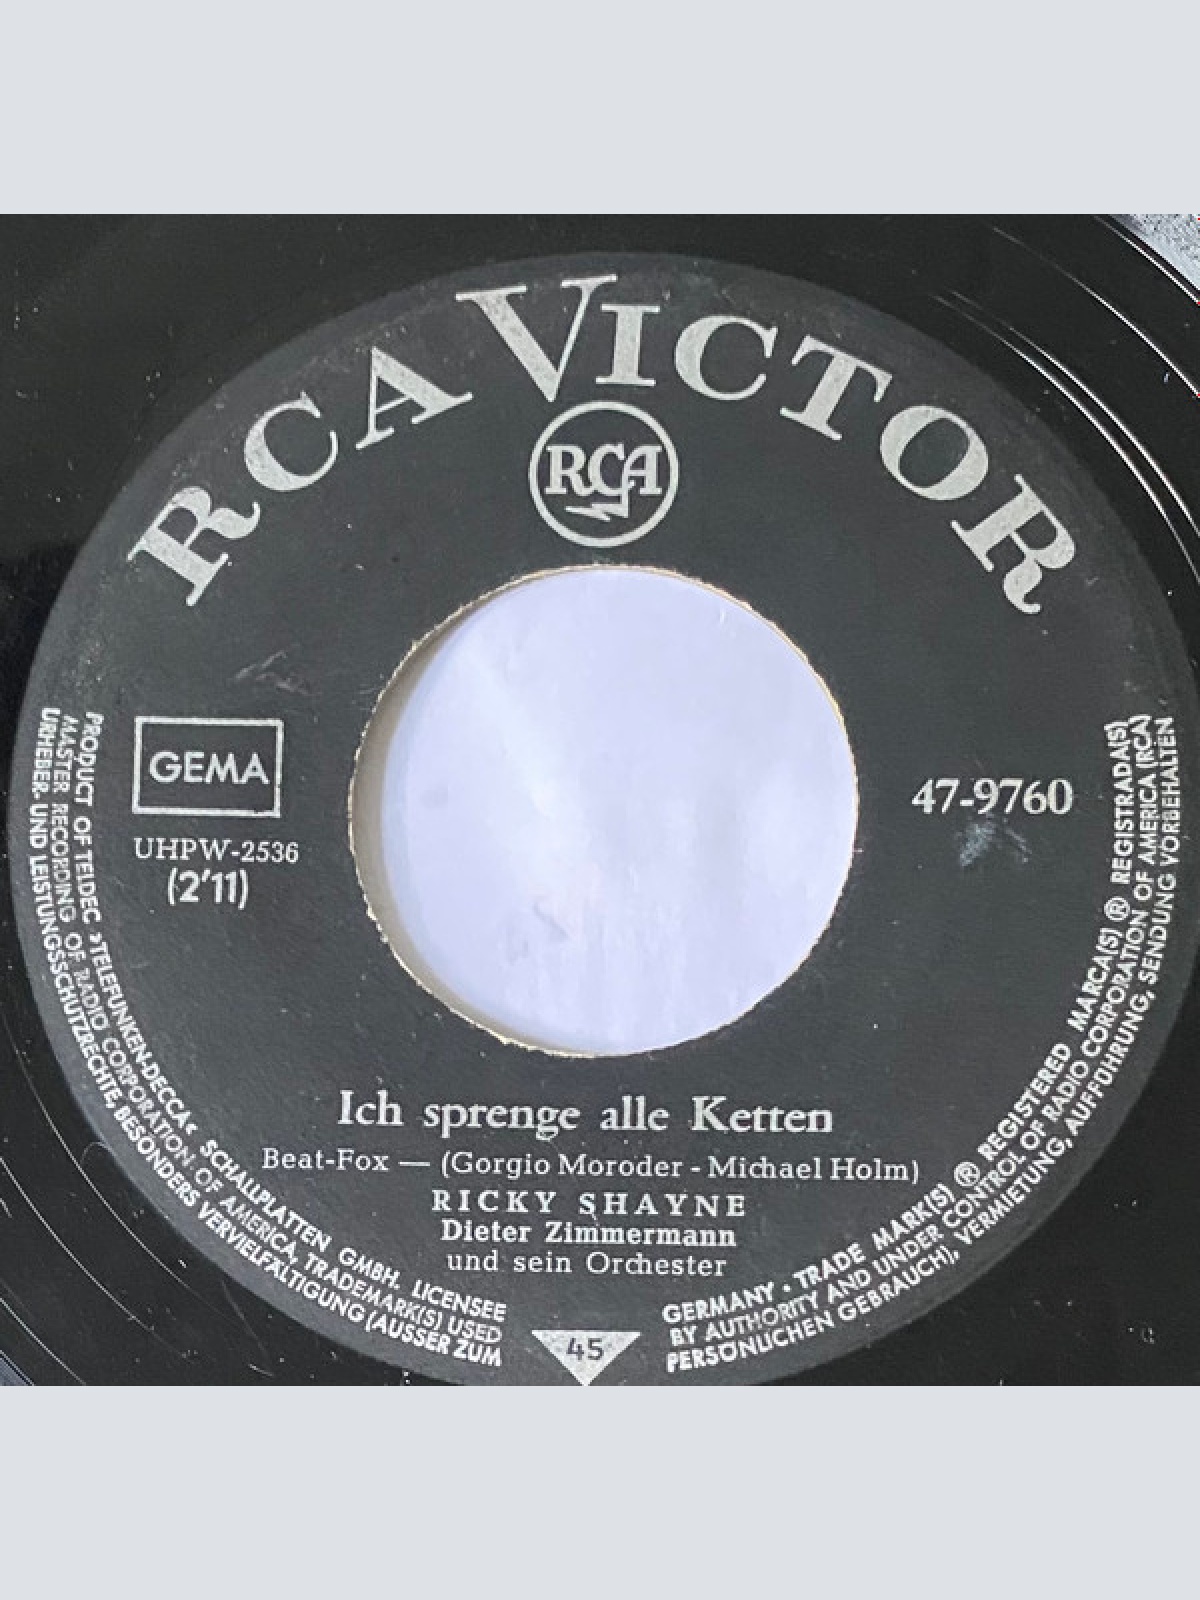 RCA VICTOR
RCA
GEMA
UHPW-2536
(2'11)
47-9760
Ich sprenge alle Ketten
Beat-Fox — (Gorgio Moroder - Michael Holm)
RICKY SHAYNE
Dieter Zimmermann
und sein Orchester
45
PRODUCT OF TELDEC »TELEFUNKEN-DECCA« SCHALLPLATTEN GMBH. LICENSEE
MASTER RECORDING OF RADIO CORPORATION OF AMERICA, TRADEMARK(S) USED
URHEBER- UND LEISTUNGSSCHUTZRECHTE, BESONDERS VERVIELFÄLTIGUNG (AUSSER ZUM
GERMANY · TRADE MARK(S) ® REGISTERED MARCA(S) ® REGISTRADA(S)
BY AUTHORITY AND UNDER CONTROL OF RADIO CORPORATION OF AMERICA (RCA)
PERSÖNLICHEN GEBRAUCH), VERMIETUNG, AUFFÜHRUNG, SENDUNG VORBEHALTEN